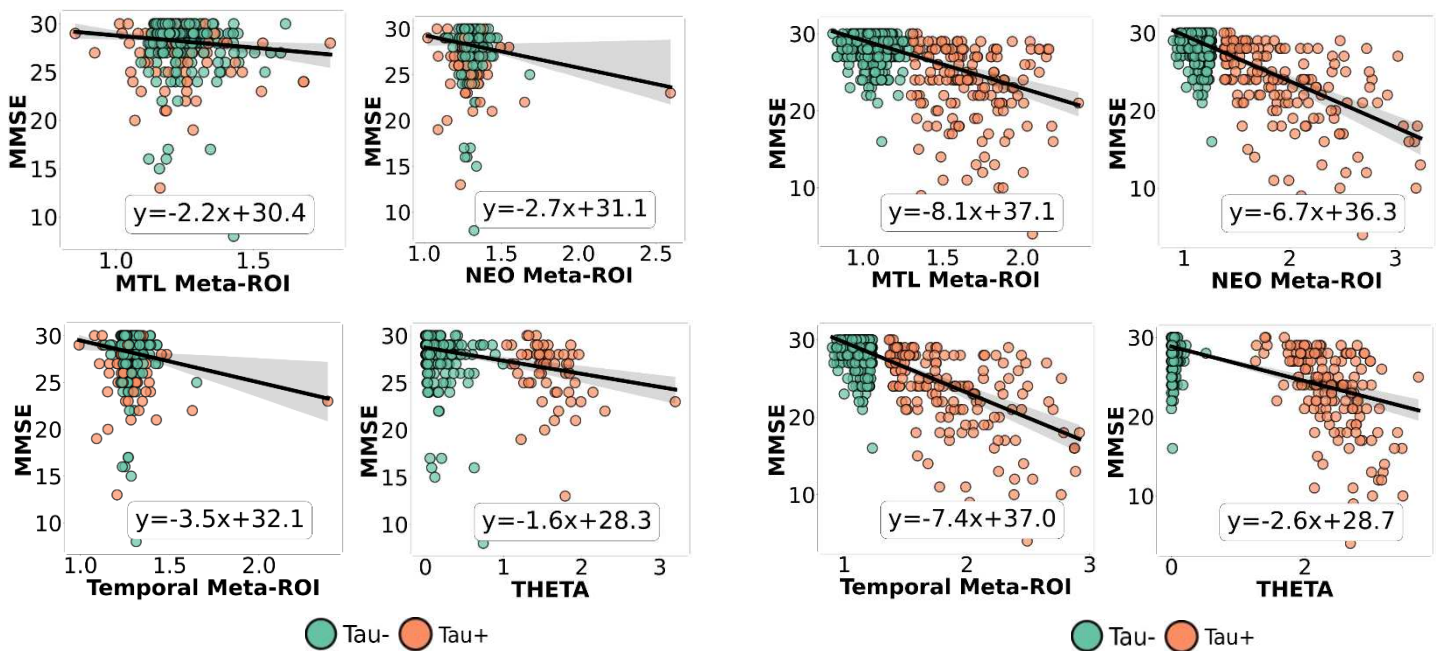 30
25
20
15
10
MMSE
y=-2.2x+30.4
1.0
1.5
MTL Meta-ROI
30
25
20
15
10
MMSE
y=-2.7x+31.1
1.0
1.5
2.0
2.5
NEO Meta-ROI
30
20
10
MMSE
y=-8.1x+37.1
1.0
1.5
2.0
MTL Meta-ROI
30
20
10
MMSE
y=-6.7x+36.3
1
2
3
NEO Meta-ROI
30
25
20
15
10
MMSE
y=-3.5x+32.1
1.0
1.5
2.0
Temporal Meta-ROI
30
25
20
15
10
MMSE
y=-1.6x+28.3
0
1
2
3
THETA
30
20
10
MMSE
y=-7.4x+37.0
1
2
3
Temporal Meta-ROI
30
20
10
MMSE
y=-2.6x+28.7
0
2
THETA
Tau- Tau+
Tau- Tau+